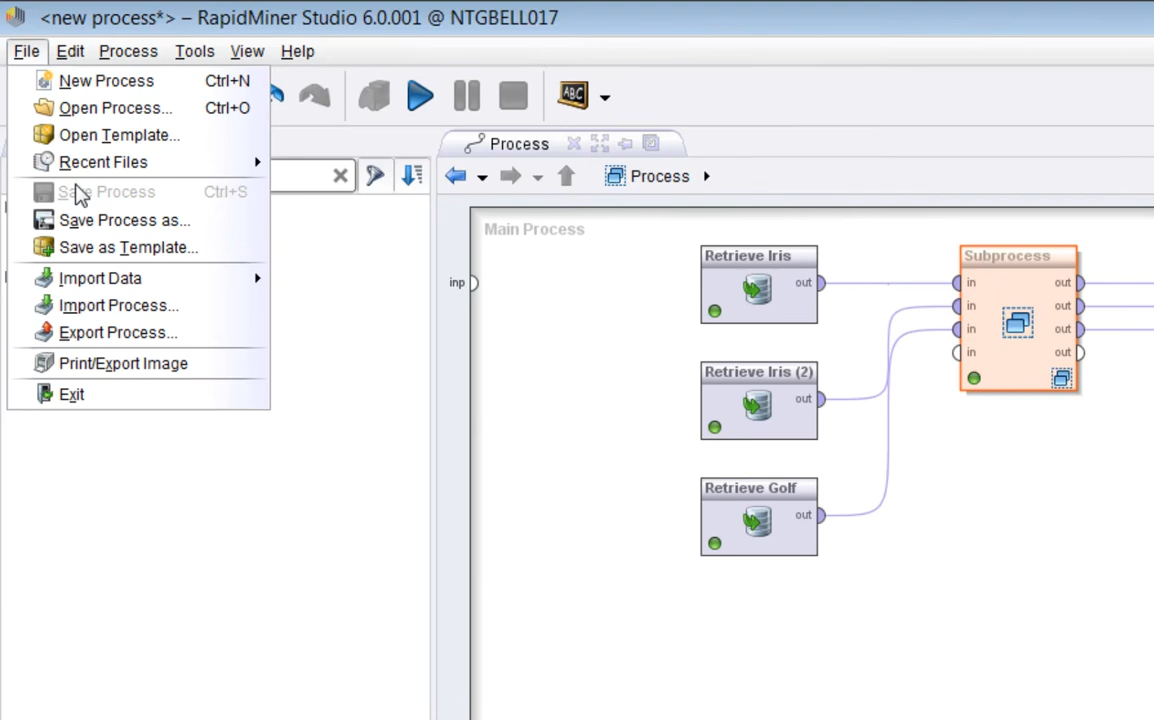 <new process*> – RapidMiner Studio 6.0.001 @ NTGBELL017
File Edit Process Tools View Help
New Process Ctrl+N
Open Process... Ctrl+O
Open Template...
Recent Files
Save Process Ctrl+S
Save Process as...
Save as Template...
Import Data
Import Process...
Export Process...
Print/Export Image
Exit
ABC
Process
Process
Main Process
inp
Retrieve Iris
out
Retrieve Iris (2)
out
Retrieve Golf
out
Subprocess
in out
in out
in out
in out